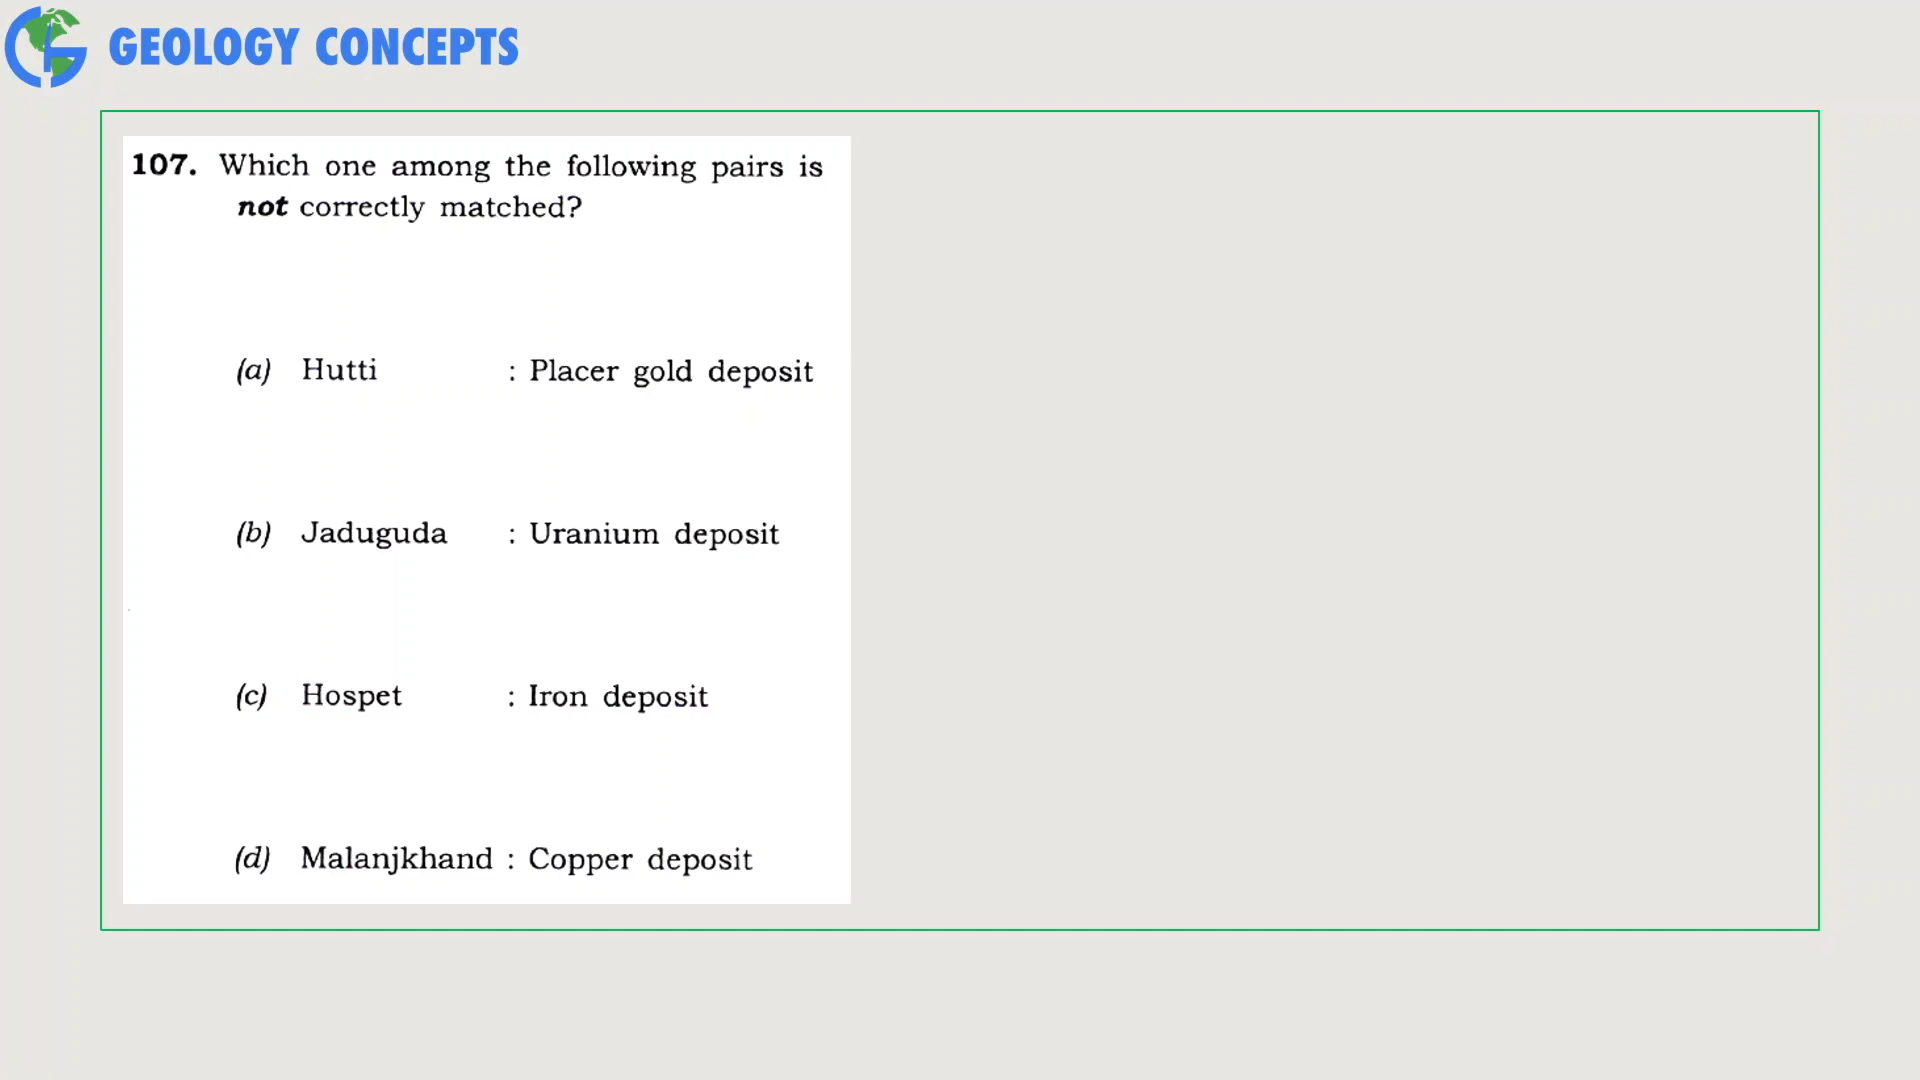 GEOLOGY CONCEPTS
107. Which one among the following pairs is
not correctly matched?
(a) Hutti : Placer gold deposit
(b) Jaduguda : Uranium deposit
(c) Hospet : Iron deposit
(d) Malanjkhand : Copper deposit